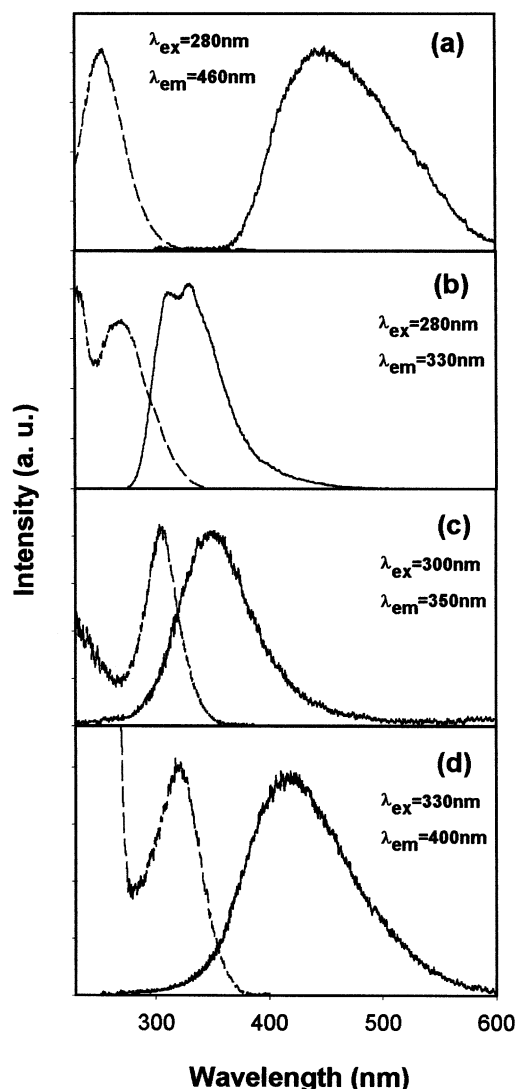 (a)
λex=280nm
λem=460nm
(b)
λex=280nm
λem=330nm
(c)
λex=300nm
λem=350nm
(d)
λex=330nm
λem=400nm
Intensity (a. u.)
300 400 500 600
Wavelength (nm)